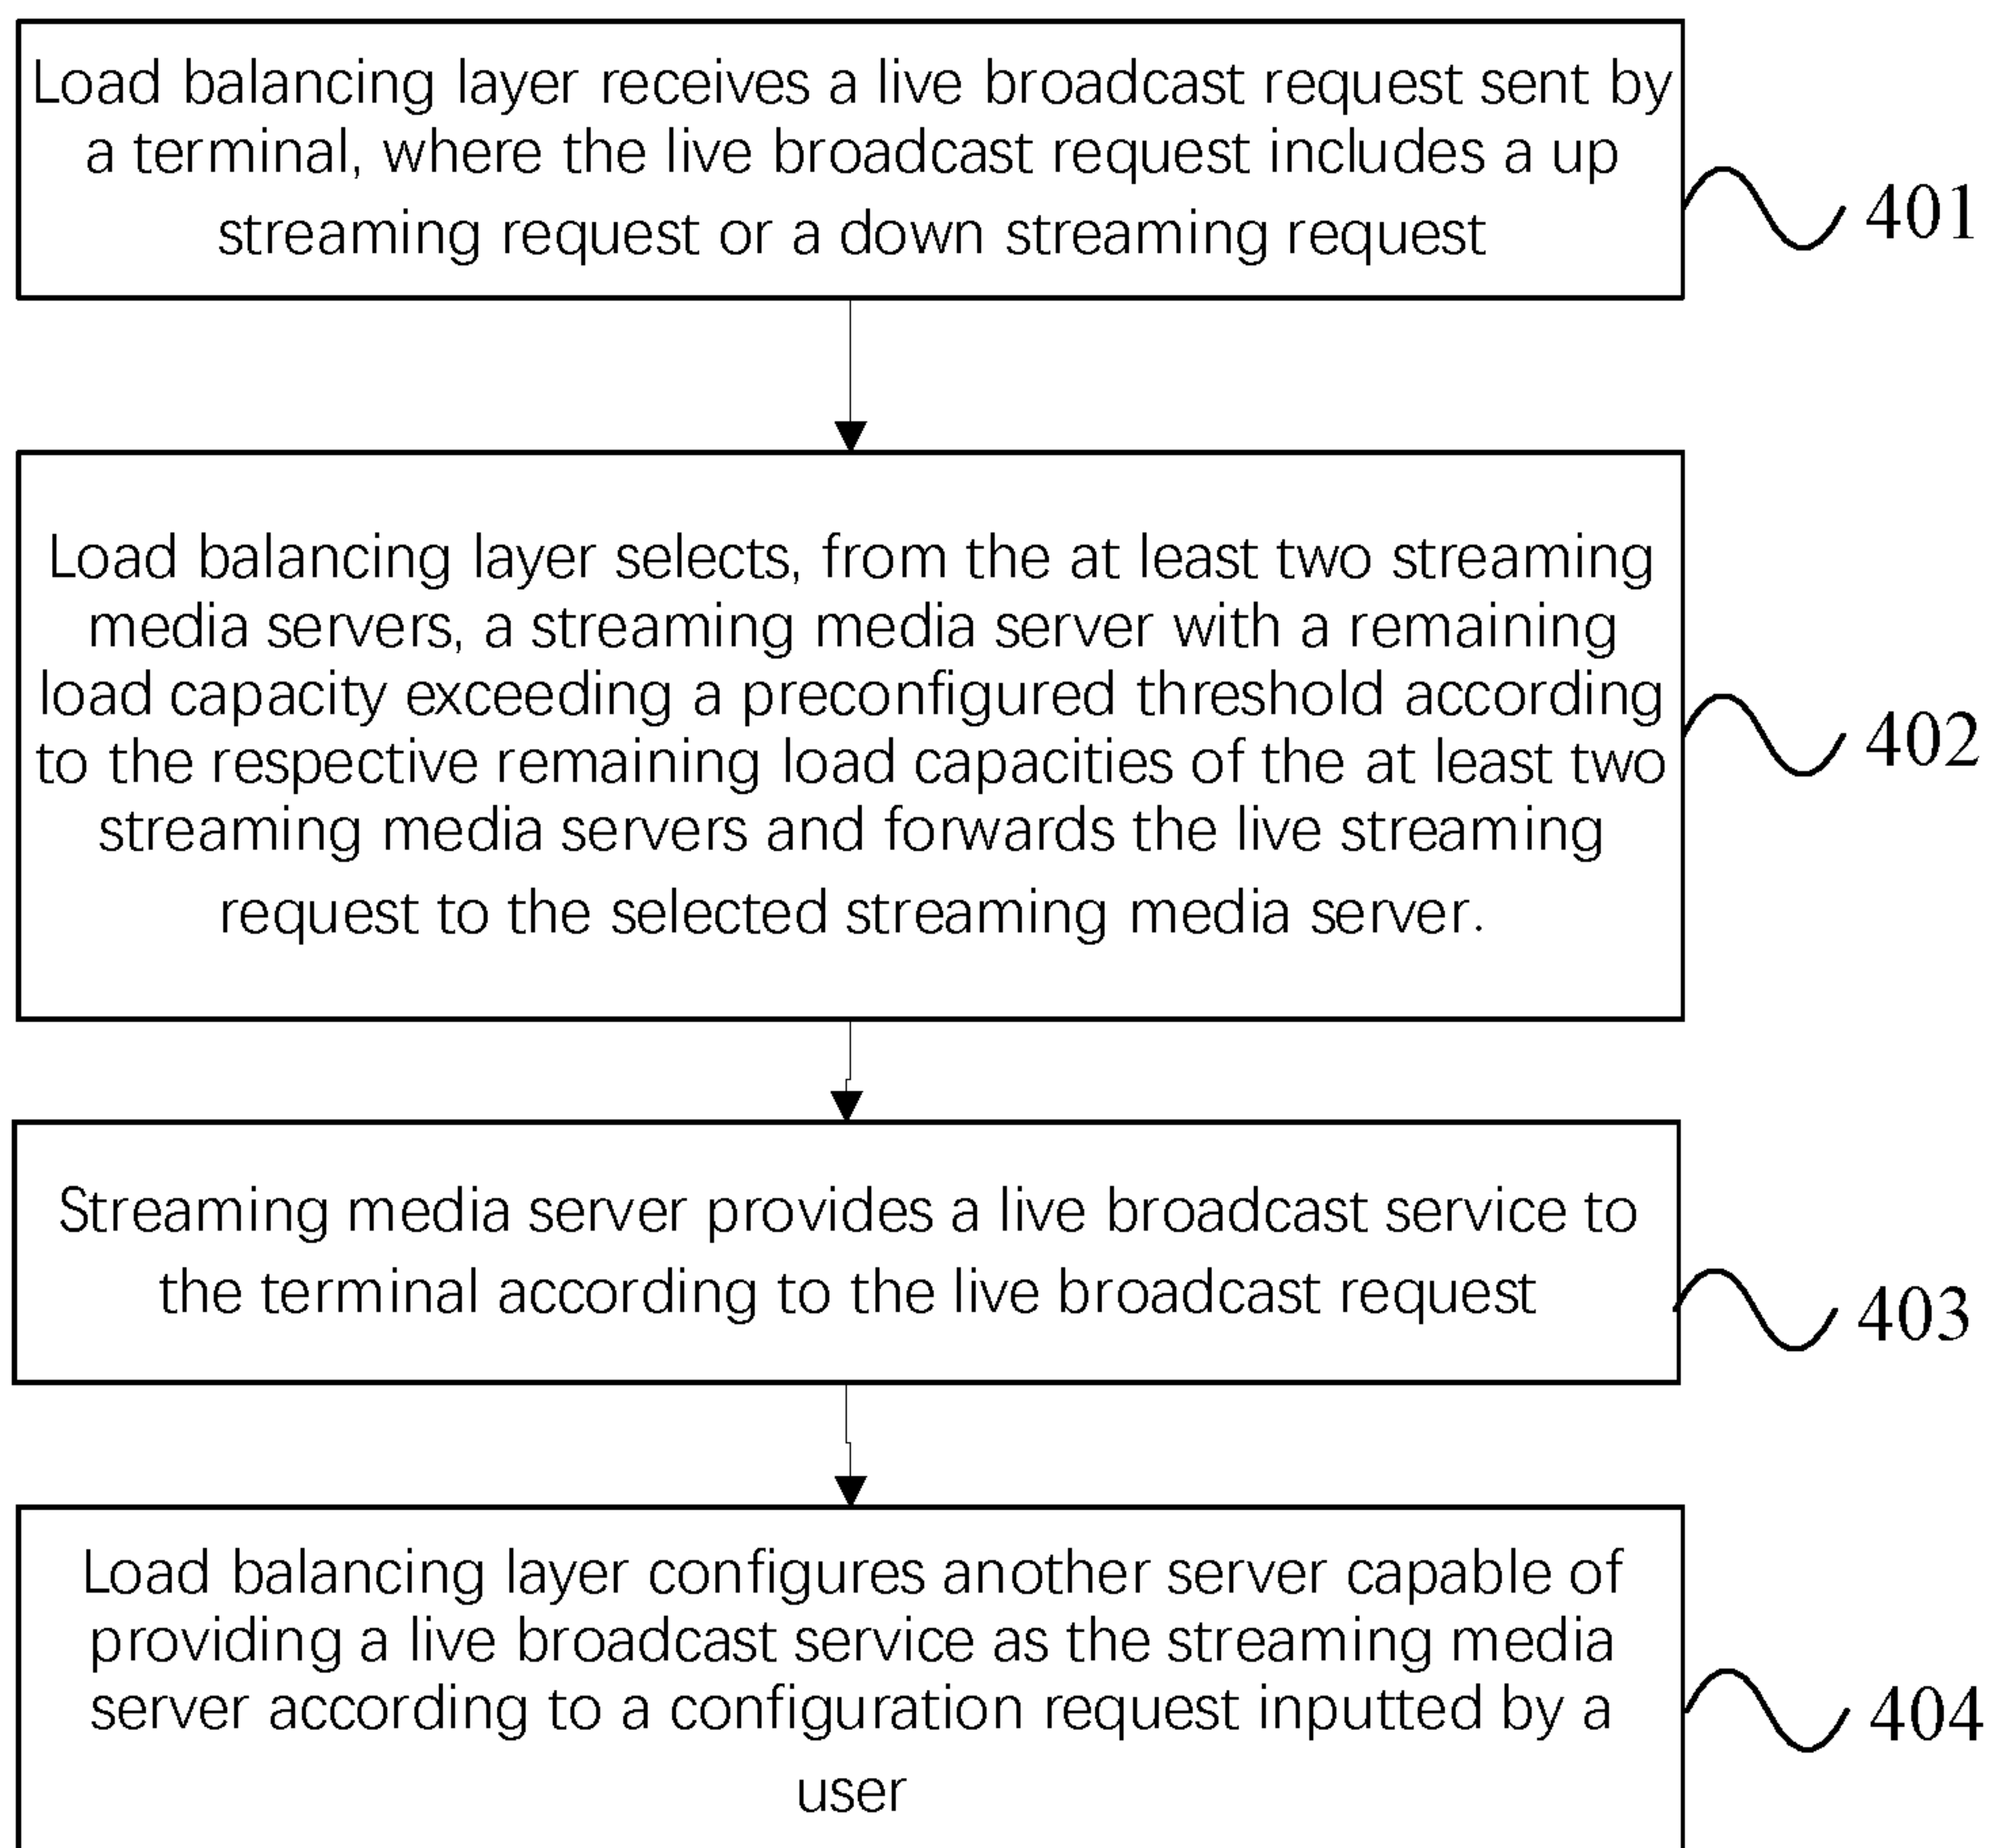 Load balancing layer receives a live broadcast request sent by
a terminal, where the live broadcast request includes a up
streaming request or a down streaming request
401
Load balancing layer selects, from the at least two streaming
media servers, a streaming media server with a remaining
load capacity exceeding a preconfigured threshold according
to the respective remaining load capacities of the at least two
streaming media servers and forwards the live streaming
request to the selected streaming media server.
402
Streaming media server provides a live broadcast service to
the terminal according to the live broadcast request
403
Load balancing layer configures another server capable of
providing a live broadcast service as the streaming media
server according to a configuration request inputted by a
user
404